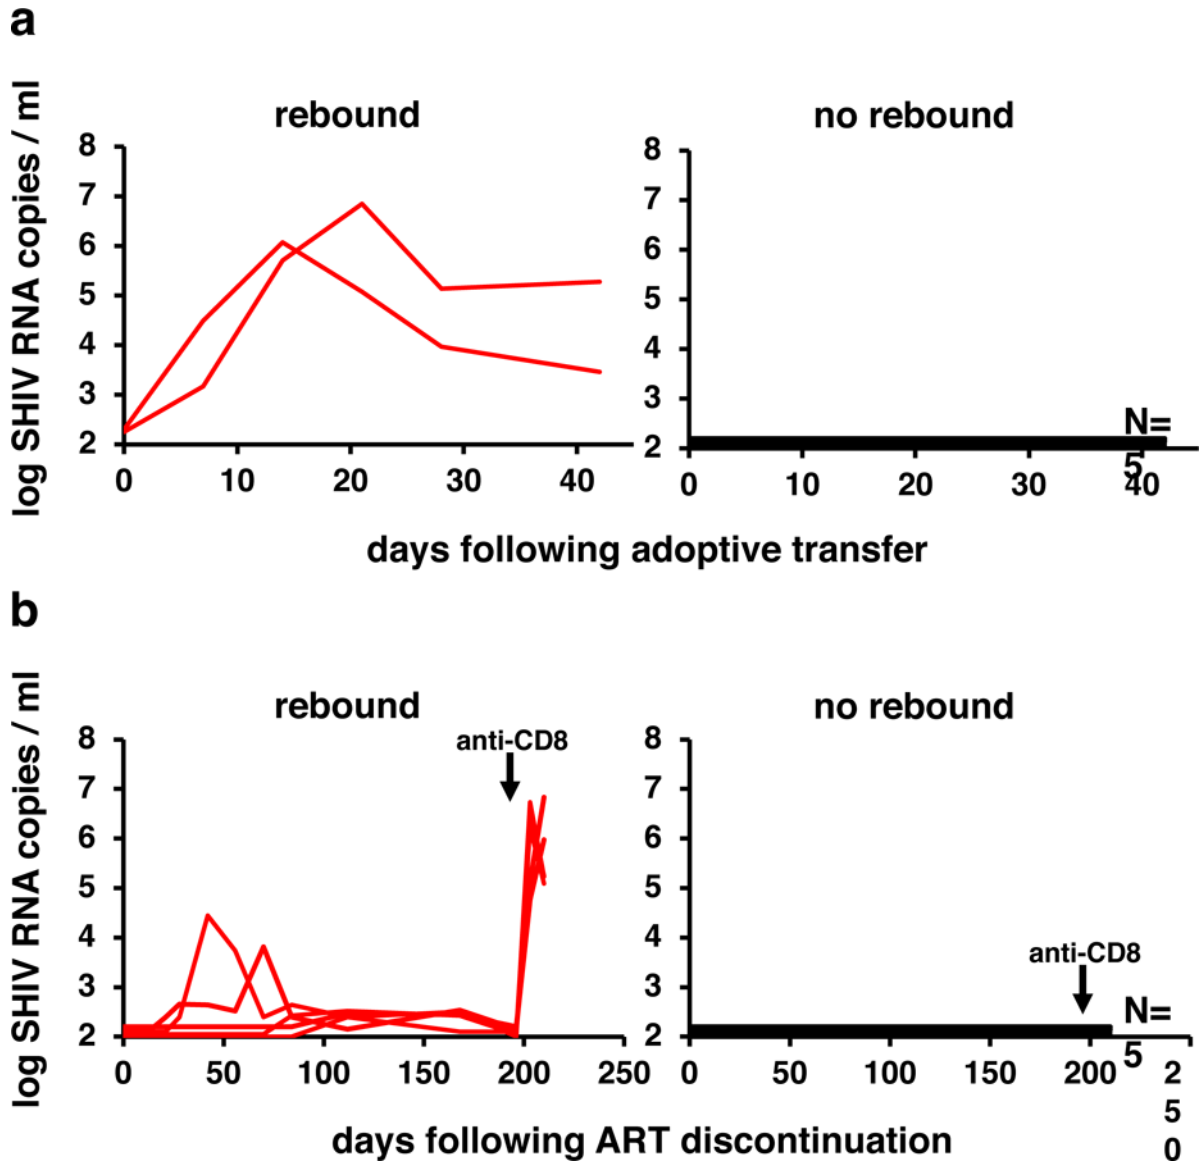 a
log SHIV RNA copies / ml
rebound
8
7
6
5
4
3
2
0 10 20 30 40
no rebound
8
7
6
5
4
3
2
N=
5
0 10 20 30 40
days following adoptive transfer
b
log SHIV RNA copies / ml
rebound
anti-CD8
8
7
6
5
4
3
2
0 50 100 150 200 250
no rebound
8
7
6
5
4
3
2
anti-CD8
N=
5
0 50 100 150 200 2
5
0
days following ART discontinuation